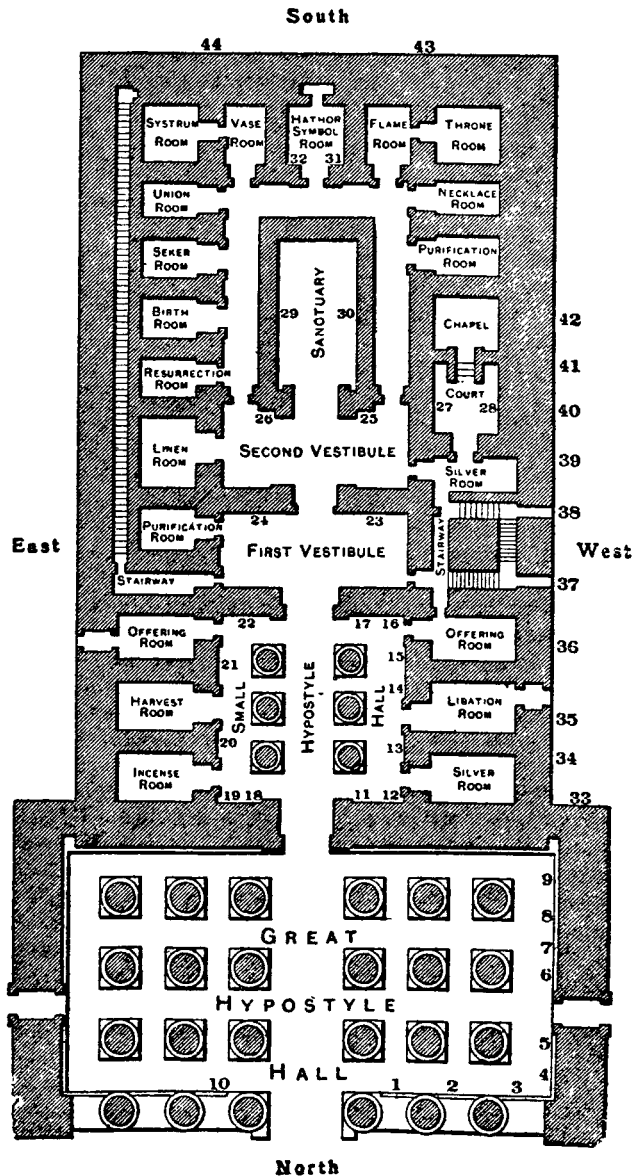 South
44 43
SYSTRUM ROOM
VASE ROOM
HATHOR SYMBOL ROOM
32 31
FLAME ROOM
THRONE ROOM
UNION ROOM
NECKLACE ROOM
SEKER ROOM
PURIFICATION ROOM
SANCTUARY
29 30
BIRTH ROOM
CHAPEL
42
RESURRECTION ROOM
41
COURT
27 28
40
26 25
LINEN ROOM
SECOND VESTIBULE
39
SILVER ROOM
24 23
38
PURIFICATION ROOM
East
FIRST VESTIBULE
STAIRWAY
West
STAIRWAY
37
22 17 16
OFFERING ROOM
OFFERING ROOM
36
21 15
SMALL HYPOSTYLE HALL
14
HARVEST ROOM
LIBATION ROOM
35
20 13
34
INCENSE ROOM
SILVER ROOM
19 18 11 12
33
9
8
GREAT
7
6
HYPOSTYLE
5
HALL
4
10 1 2 3
North